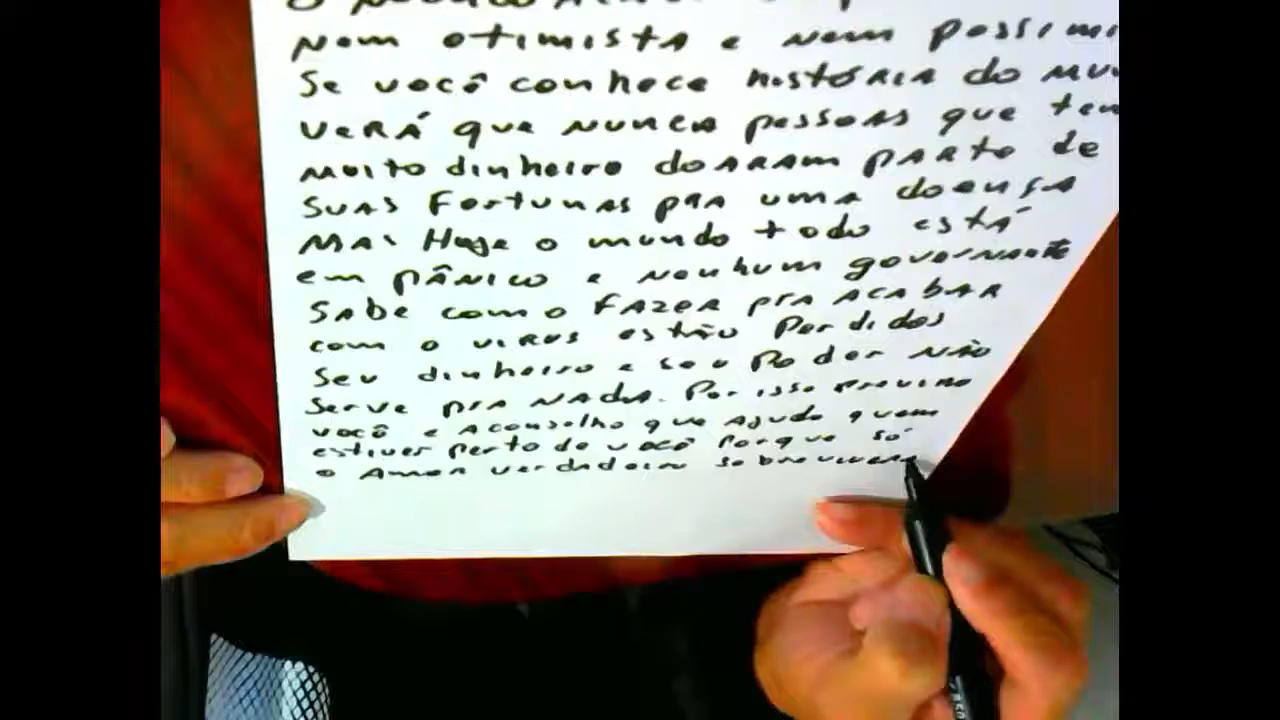 nem otimista e nem possimi
Se você conhece história do mu
verá que nunca pessoas que tem
muito dinheiro doaram parto de
suas fortunas pra uma doença
mas Hoje o mundo todo está
em pânico e nenhum governante
sabe como fazer pra acabar
com o virus estão perdidos
seu dinheiro e seu poder não
serve pra nada. Por isso previno
você e aconselho que ajude quem
estiver perto de você porque só
o amor verdadeiro sobrevivera